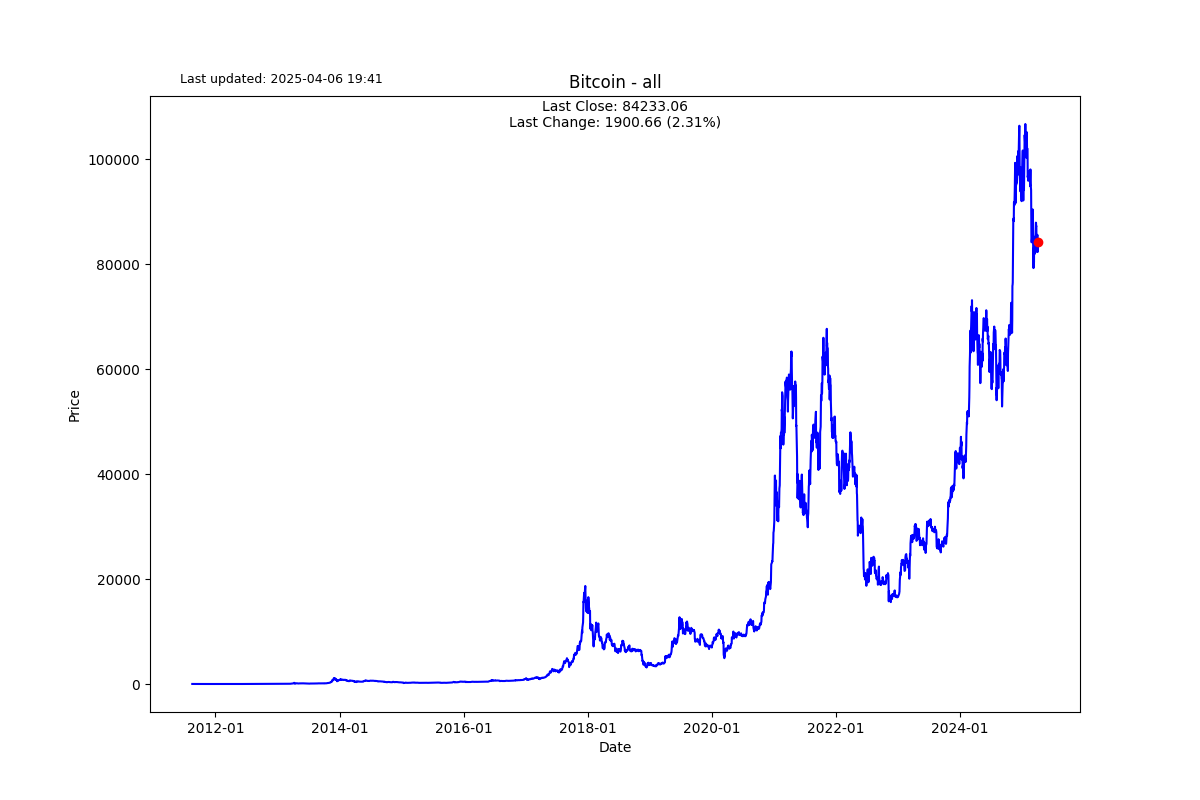 Last updated: 2025-04-06 19:41
Bitcoin - all
Last Close: 84233.06
Last Change: 1900.66 (2.31%)
100000
80000
60000
40000
20000
0
Price
2012-01
2014-01
2016-01
2018-01
2020-01
2022-01
2024-01
Date